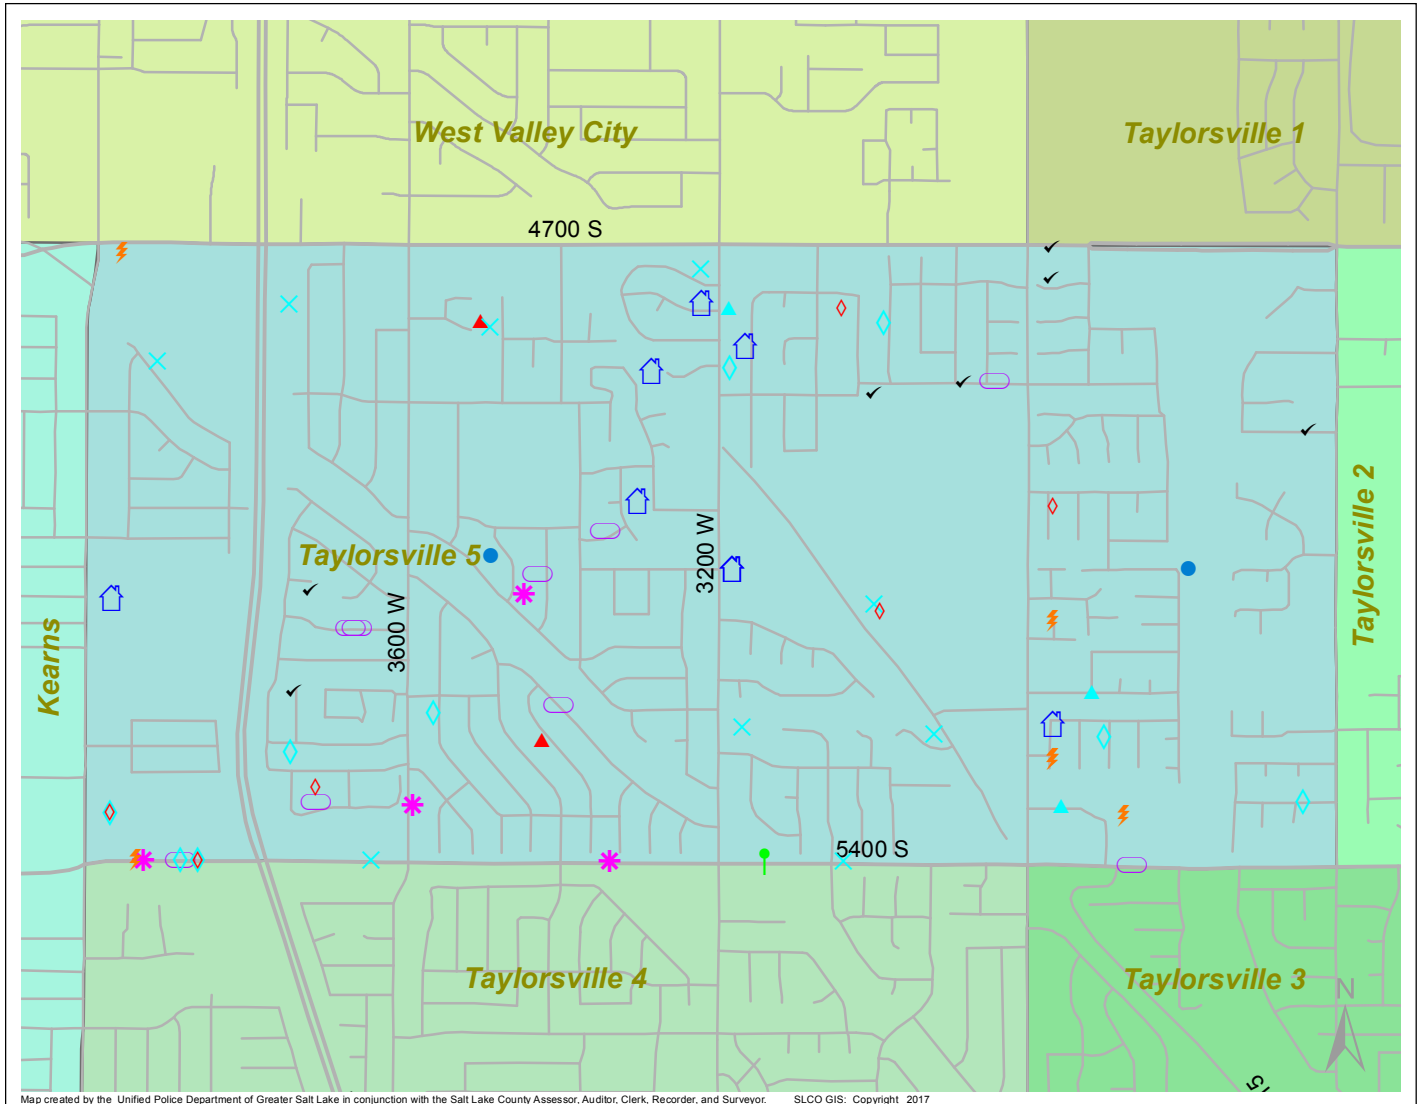 West Valley City
Taylorsville 1
4700 S
Taylorsville 2
3200 W
Taylorsville 5
3600 W
Kearns
5400 S
Taylorsville 4
Taylorsville 3
N
15
Map created by the Unified Police Department of Greater Salt Lake in conjunction with the Salt Lake County Assessor, Auditor, Clerk, Recorder, and Surveyor. SLCO GIS: Copyright 2017